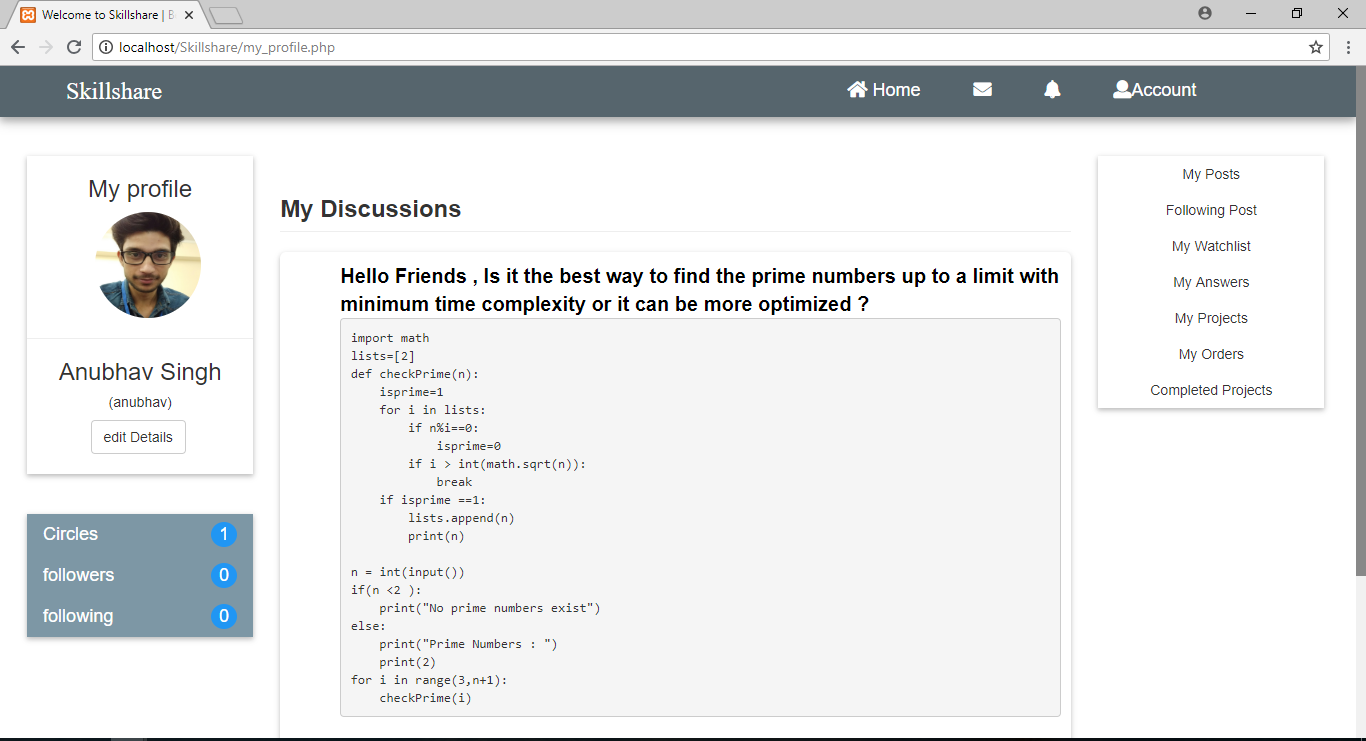 Welcome to Skillshare | B
localhost/Skillshare/my_profile.php
Skillshare
Home
Account
My profile
Anubhav Singh
(anubhav)
edit Details
Circles 1
followers 0
following 0
My Discussions
Hello Friends , Is it the best way to find the prime numbers up to a limit with
minimum time complexity or it can be more optimized ?
import math
lists=[2]
def checkPrime(n):
    isprime=1
    for i in lists:
        if n%i==0:
            isprime=0
        if i > int(math.sqrt(n)):
            break
    if isprime ==1:
        lists.append(n)
        print(n)

n = int(input())
if(n <2 ):
    print("No prime numbers exist")
else:
    print("Prime Numbers : ")
    print(2)
for i in range(3,n+1):
    checkPrime(i)
My Posts
Following Post
My Watchlist
My Answers
My Projects
My Orders
Completed Projects